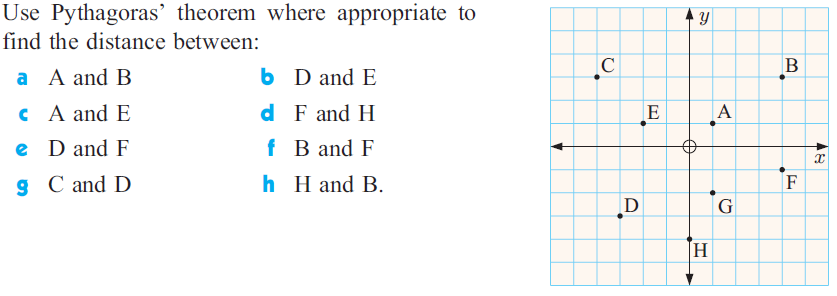 Use Pythagoras’ theorem where appropriate to
find the distance between:
a A and B
b D and E
c A and E
d F and H
e D and F
f B and F
g C and D
h H and B.
y
C
B
E
A
x
F
D
G
H